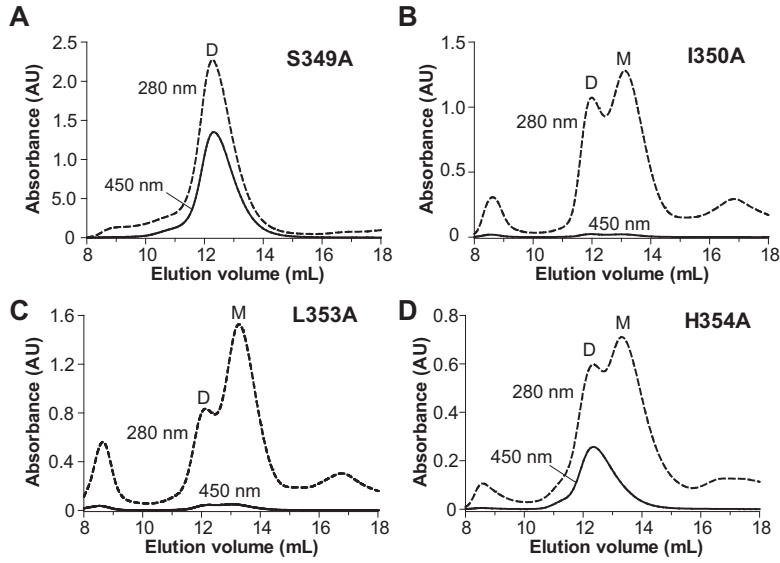 A
S349A
D
280 nm
450 nm
Absorbance (AU)
2.5
2.0
1.5
1.0
5.0
0
8 10 12 14 16 18
Elution volume (mL)
B
I350A
D M
280 nm
450 nm
Absorbance (AU)
1.5
1.0
0.5
0
8 10 12 14 16 18
Elution volume (mL)
C
L353A
M
D
280 nm
450 nm
Absorbance (AU)
1.6
1.2
0.8
0.4
0
8 10 12 14 16 18
Elution volume (mL)
D
H354A
M
D
280 nm
450 nm
Absorbance (AU)
0.8
0.6
0.4
0.2
0
8 10 12 14 16 18
Elution volume (mL)